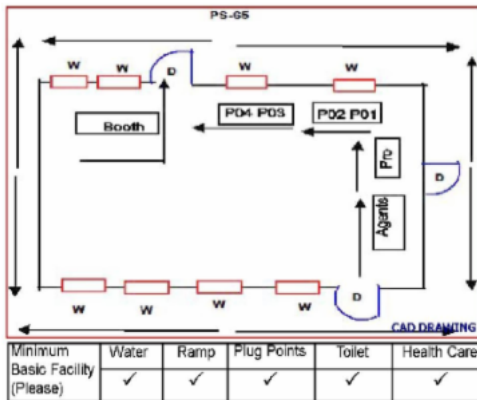 PS-65
W W D W W
Booth
P04 P03
P02 P01
Pro
D
Agents
W W W W D
CAD DRAWING
Minimum Basic Facility (Please) Water Ramp Plug Points Toilet Health Care
✓ ✓ ✓ ✓ ✓